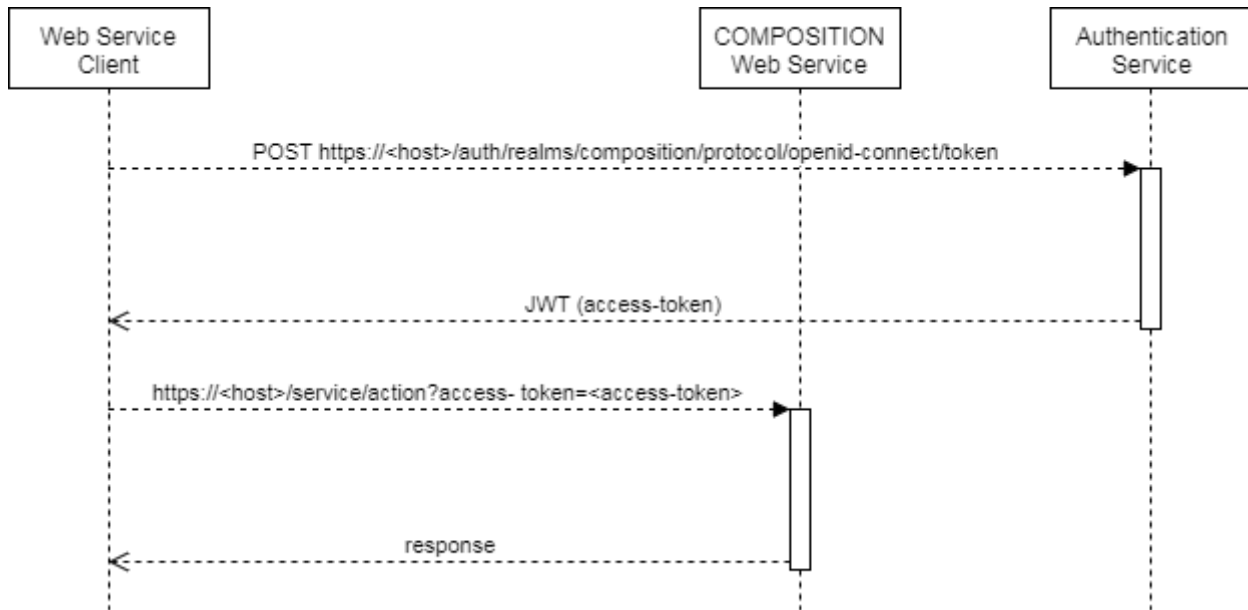 Web Service
Client
COMPOSITION
Web Service
Authentication
Service
POST https://<host>/auth/realms/composition/protocol/openid-connect/token
JWT (access-token)
https://<host>/service/action?access- token=<access-token>
response